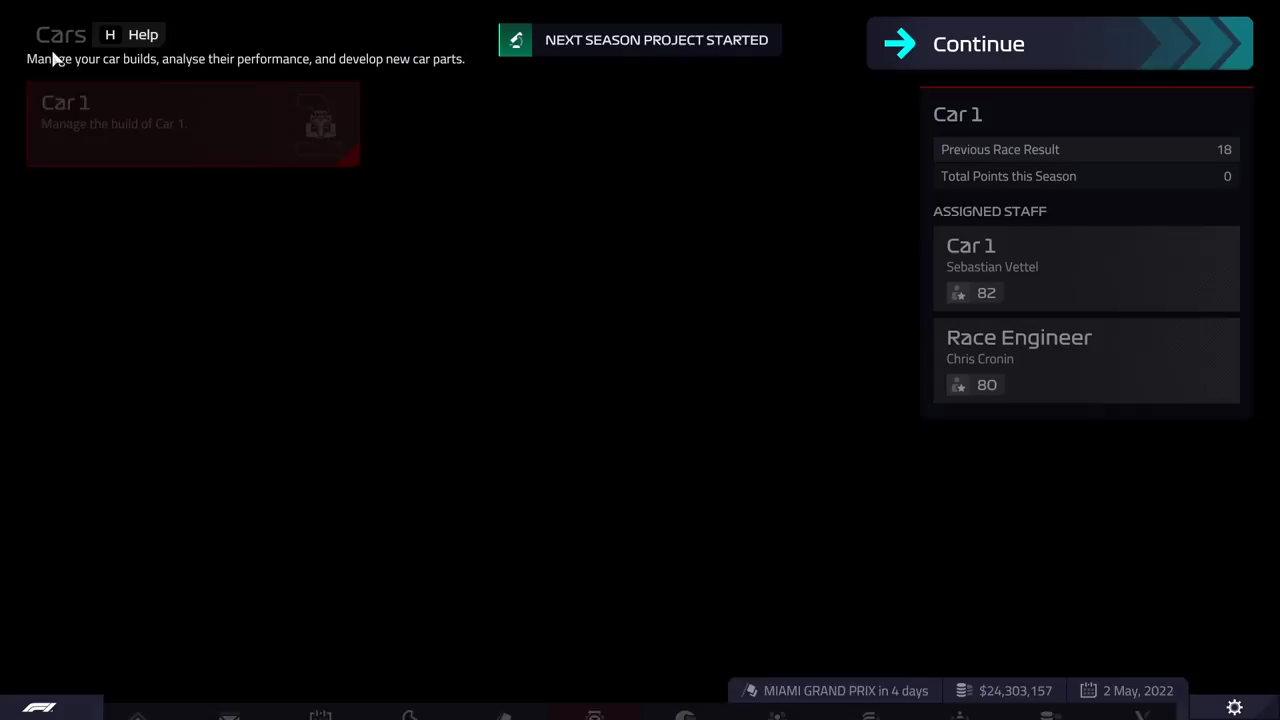 Cars
H Help
NEXT SEASON PROJECT STARTED
Continue
Manage your car builds, analyse their performance, and develop new car parts.
Car 1
Manage the build of Car 1.
Car 1
Previous Race Result 18
Total Points this Season 0
ASSIGNED STAFF
Car 1
Sebastian Vettel
82
Race Engineer
Chris Cronin
80
MIAMI GRAND PRIX in 4 days
$24,303,157
2 May, 2022